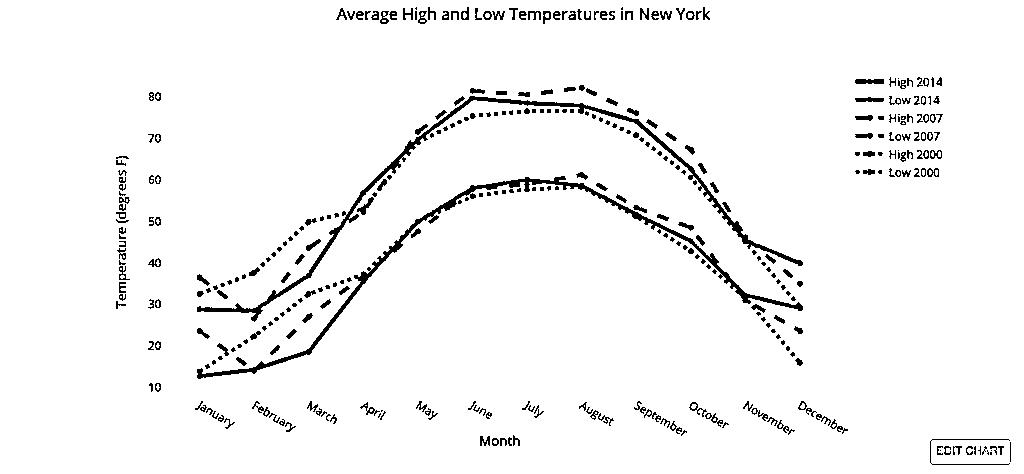 Average High and Low Temperatures in New York
High 2014
Low 2014
High 2007
Low 2007
High 2000
Low 2000
80
70
60
50
40
30
20
10
Temperature (degrees F)
January
February
March
April
May
June
July
August
September
October
November
December
Month
EDIT CHART